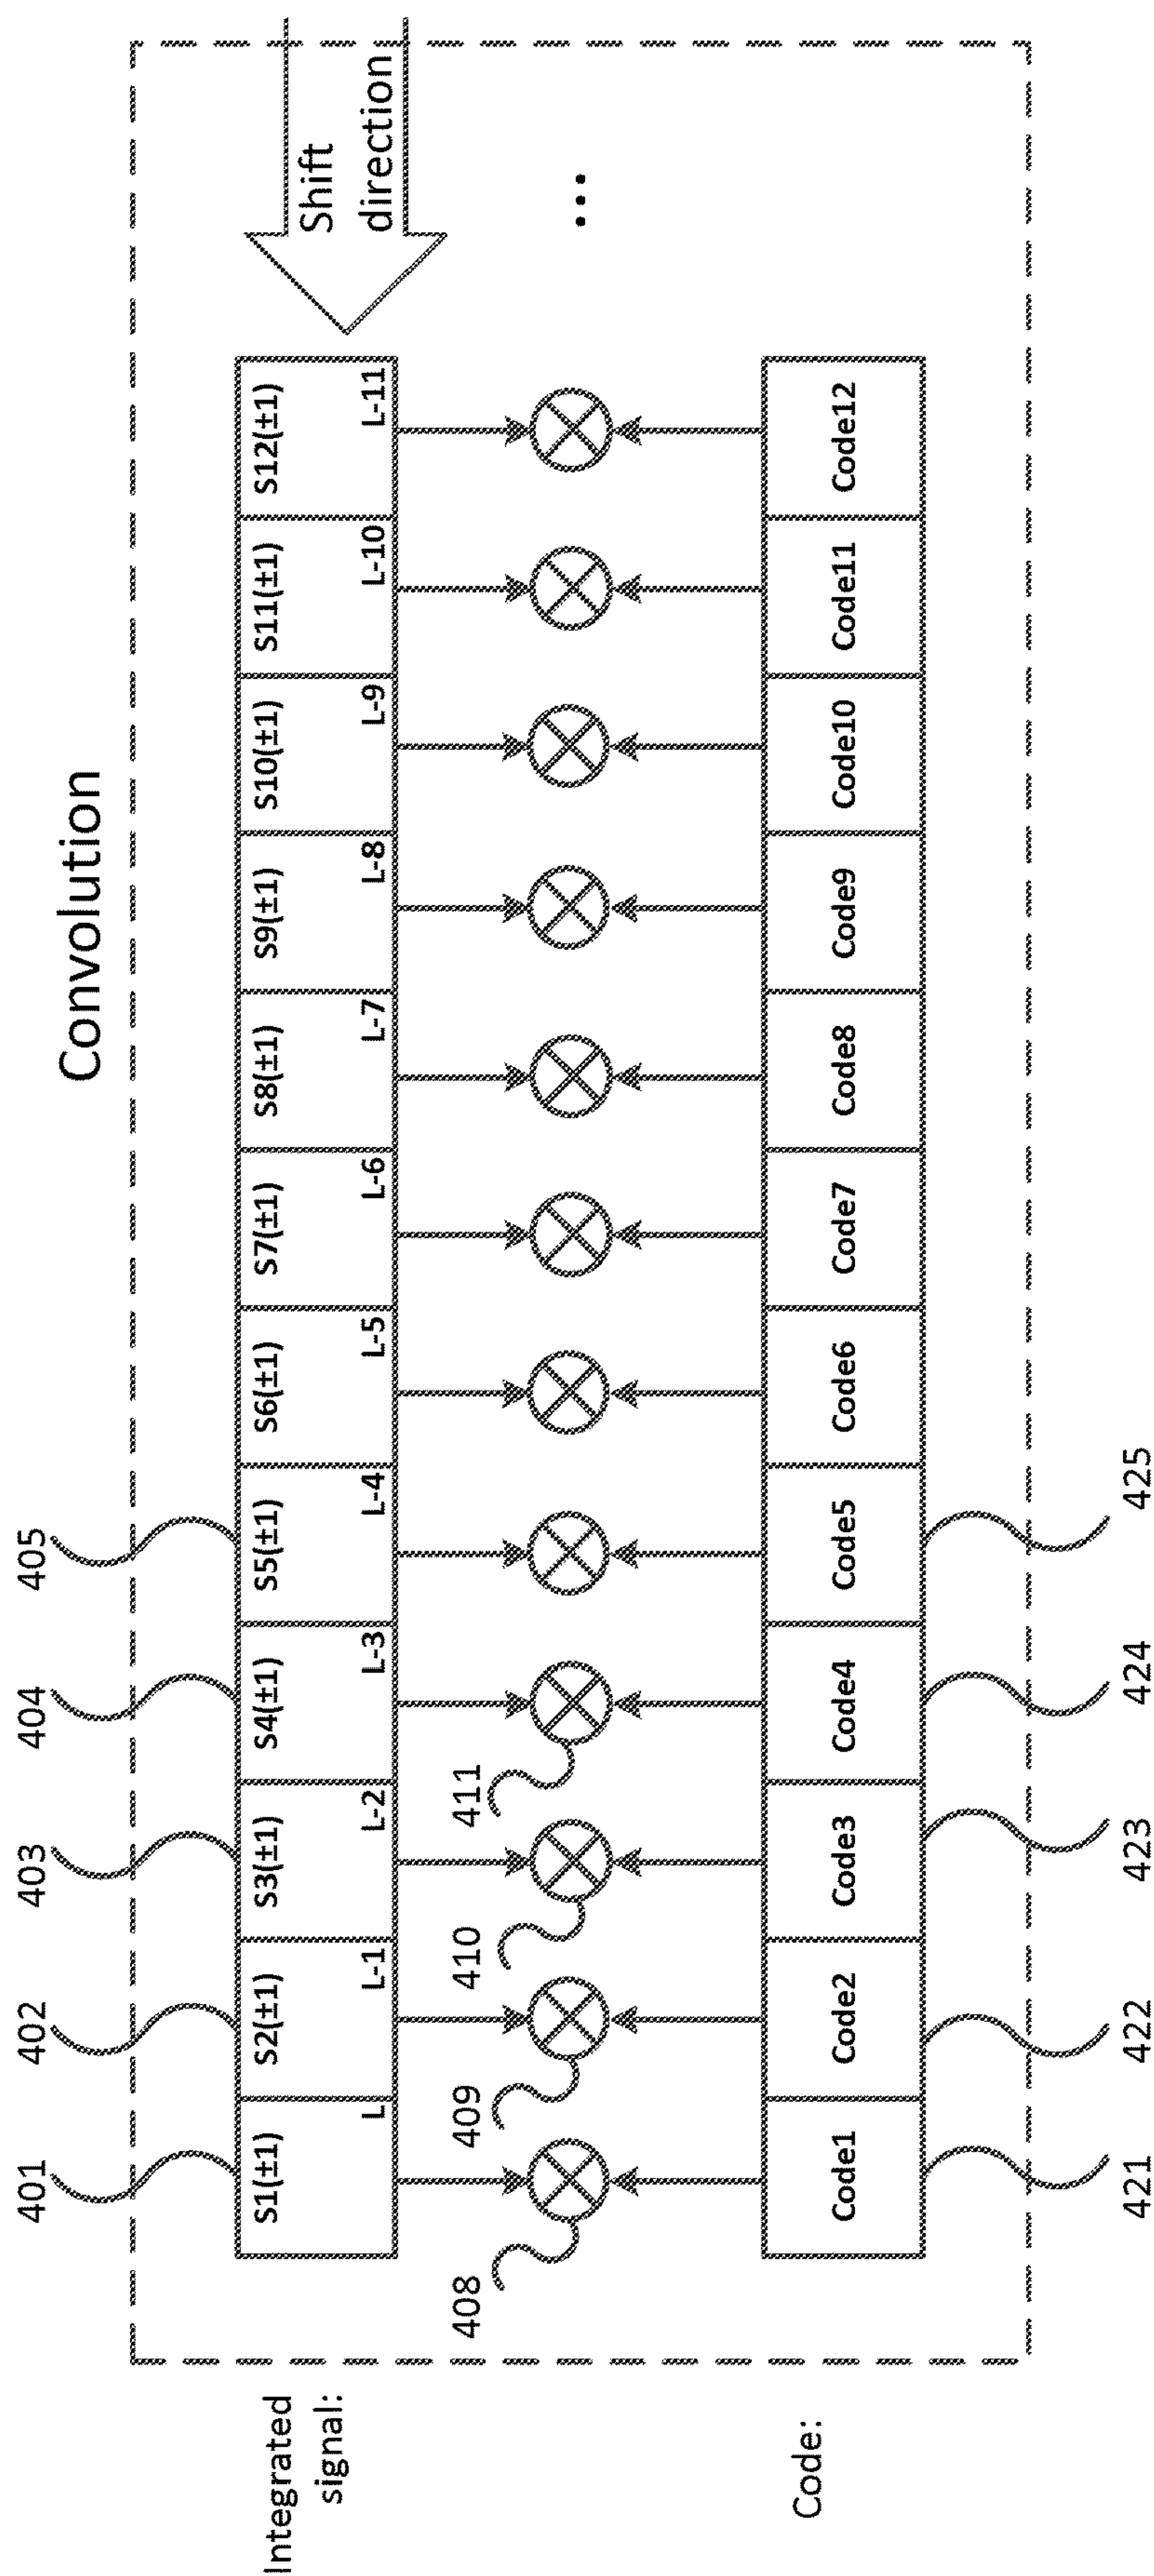 Convolution
401
402
403
404
405
Integrated
signal:
S1(±1)
S2(±1)
S3(±1)
S4(±1)
S5(±1)
S6(±1)
S7(±1)
S8(±1)
S9(±1)
S10(±1)
S11(±1)
S12(±1)
L
L-1
L-2
L-3
L-4
L-5
L-6
L-7
L-8
L-9
L-10
L-11
Shift
direction
408
409
410
411
...
Code:
Code1
Code2
Code3
Code4
Code5
Code6
Code7
Code8
Code9
Code10
Code11
Code12
421
422
423
424
425